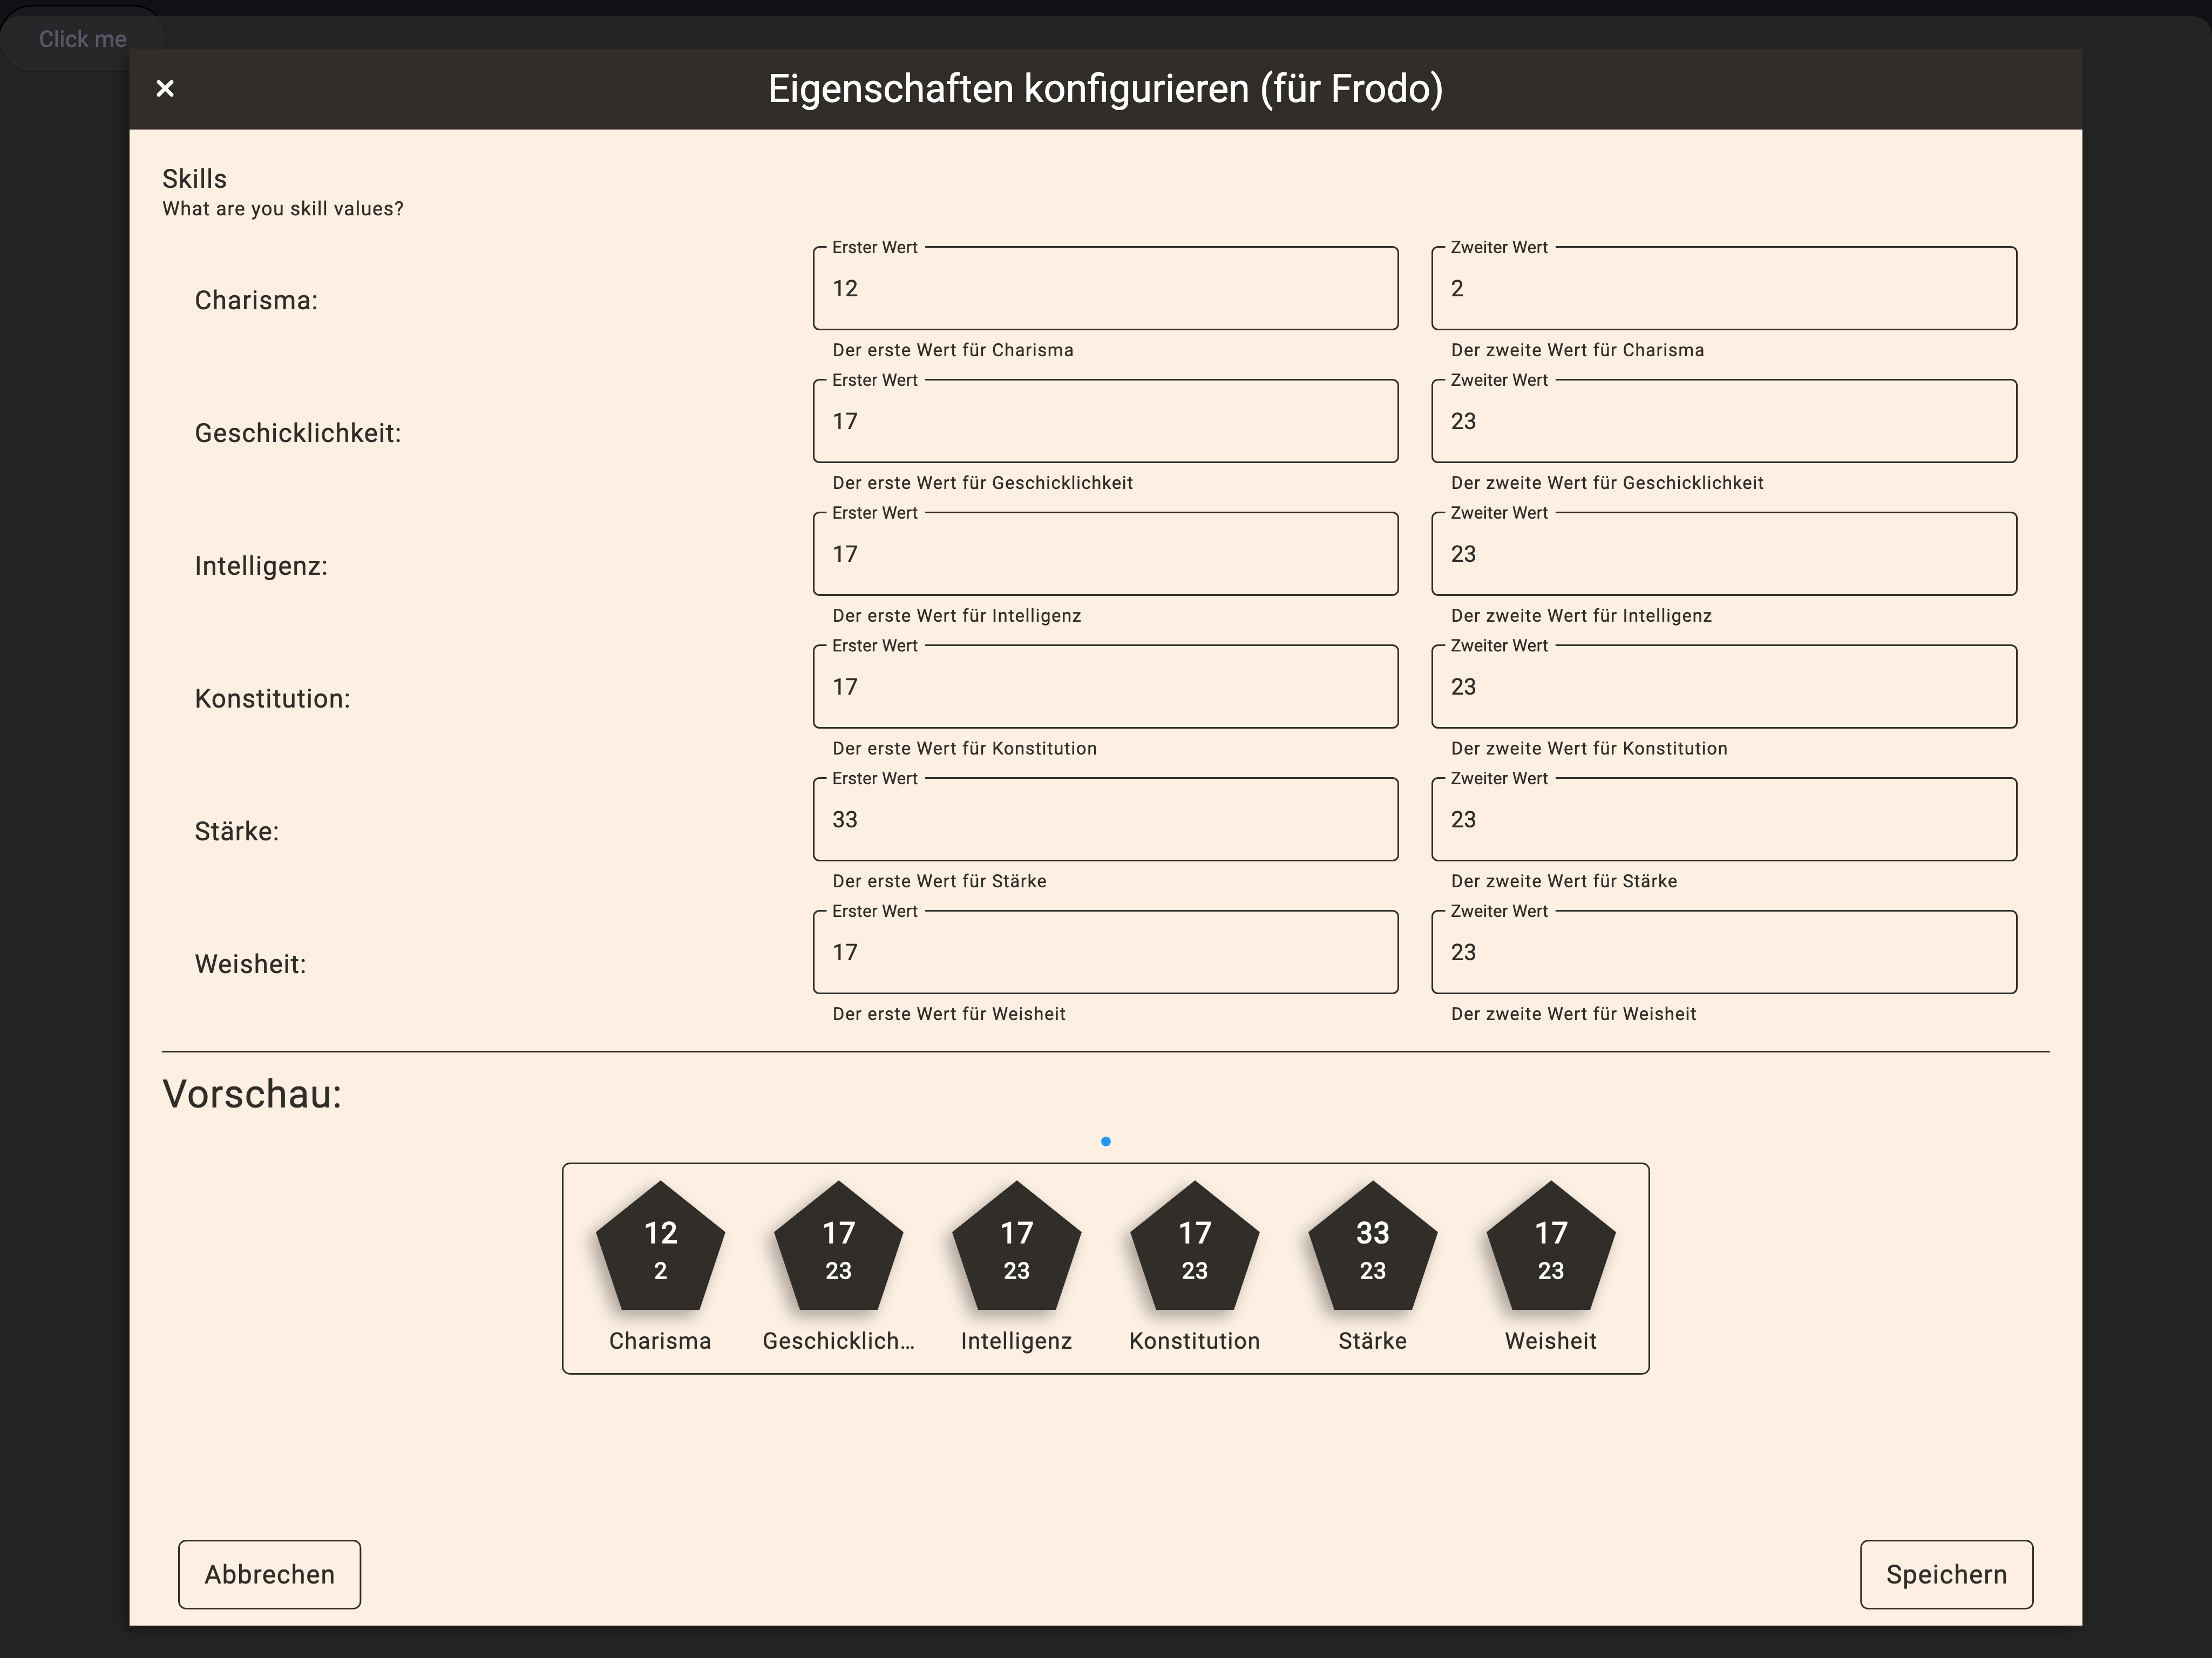 Click me
Eigenschaften konfigurieren (für Frodo)
Skills
What are you skill values?
Charisma:
Erster Wert
12
Der erste Wert für Charisma
Zweiter Wert
2
Der zweite Wert für Charisma
Geschicklichkeit:
Erster Wert
17
Der erste Wert für Geschicklichkeit
Zweiter Wert
23
Der zweite Wert für Geschicklichkeit
Intelligenz:
Erster Wert
17
Der erste Wert für Intelligenz
Zweiter Wert
23
Der zweite Wert für Intelligenz
Konstitution:
Erster Wert
17
Der erste Wert für Konstitution
Zweiter Wert
23
Der zweite Wert für Konstitution
Stärke:
Erster Wert
33
Der erste Wert für Stärke
Zweiter Wert
23
Der zweite Wert für Stärke
Weisheit:
Erster Wert
17
Der erste Wert für Weisheit
Zweiter Wert
23
Der zweite Wert für Weisheit
Vorschau:
12
2
Charisma
17
23
Geschicklich...
17
23
Intelligenz
17
23
Konstitution
33
23
Stärke
17
23
Weisheit
Abbrechen
Speichern